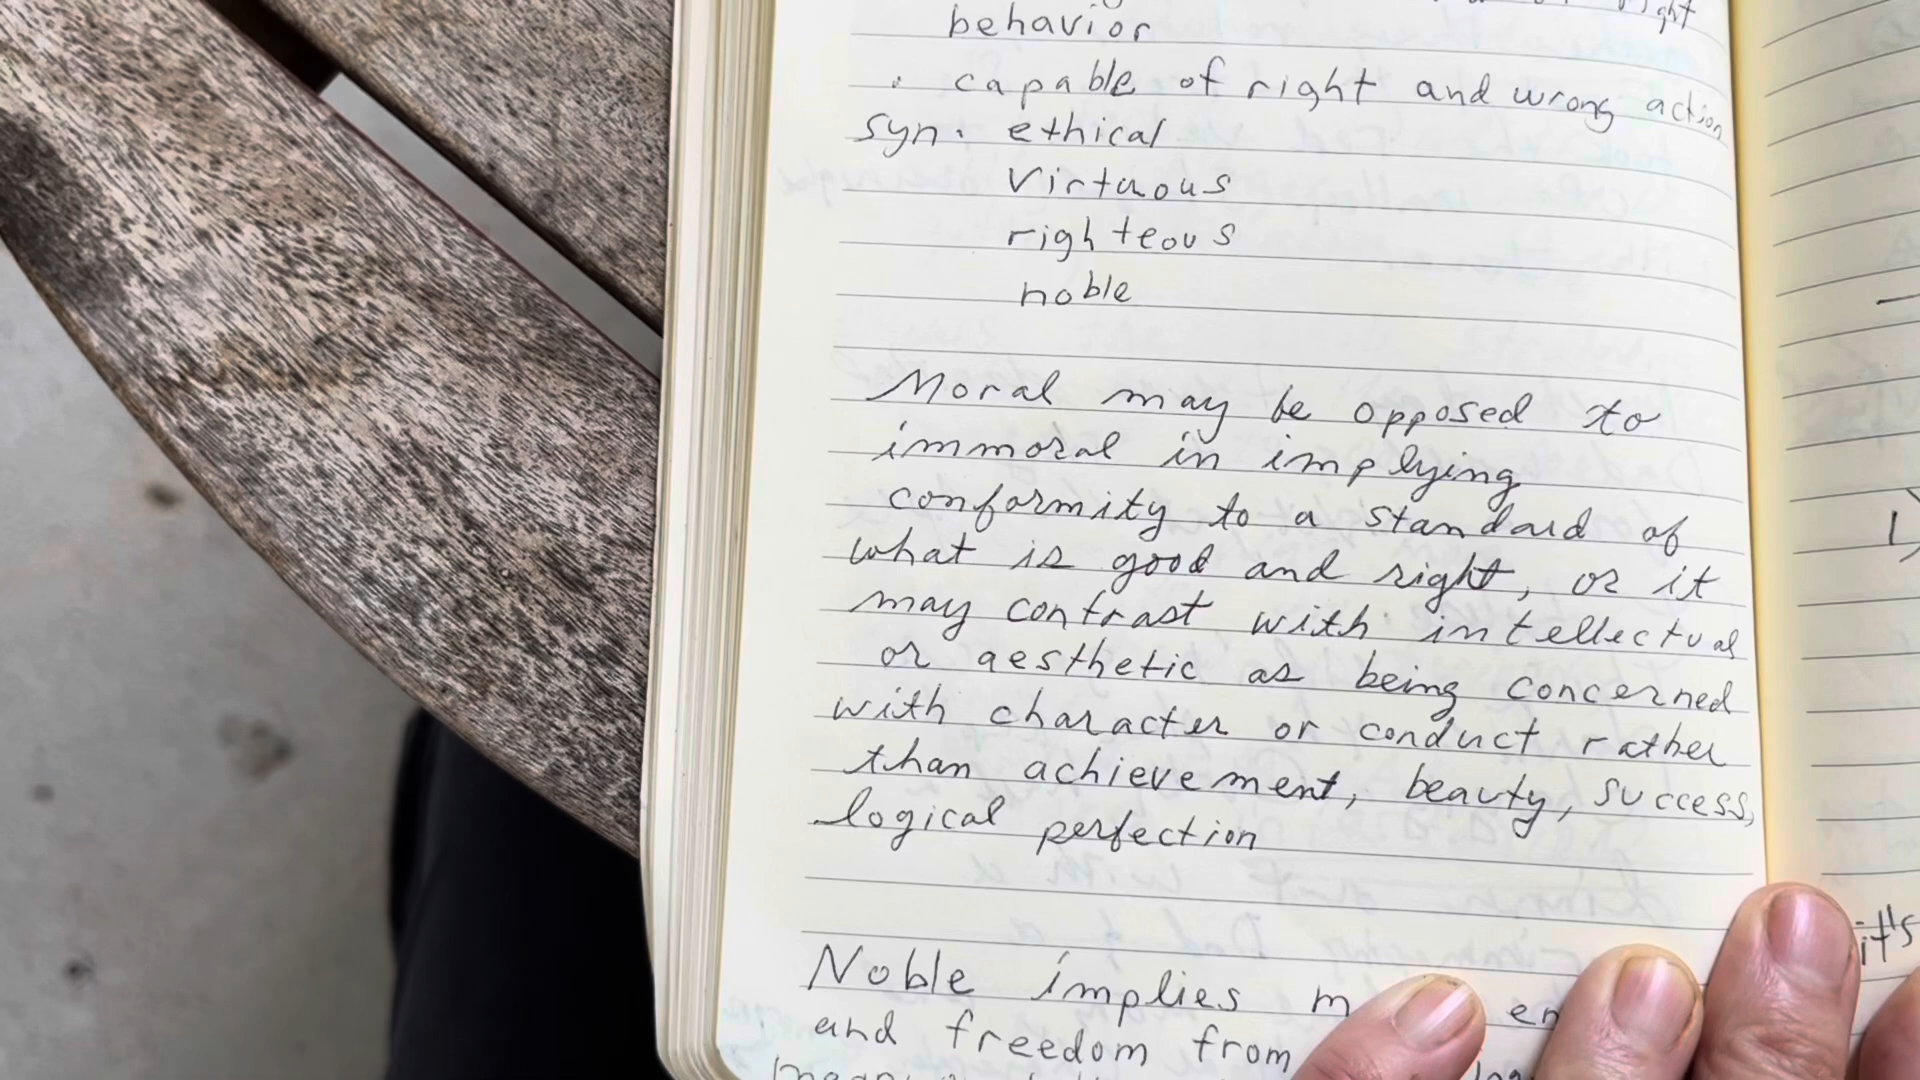 behavior
· capable of right and wrong action
syn. ethical
virtuous
righteous
noble
Moral may be opposed to
immoral in implying
conformity to a standard of
what is good and right, or it
may contrast with intellectual
or aesthetic as being concerned
with character or conduct rather
than achievement, beauty, success,
logical perfection
Noble implies
and freedom from
it's